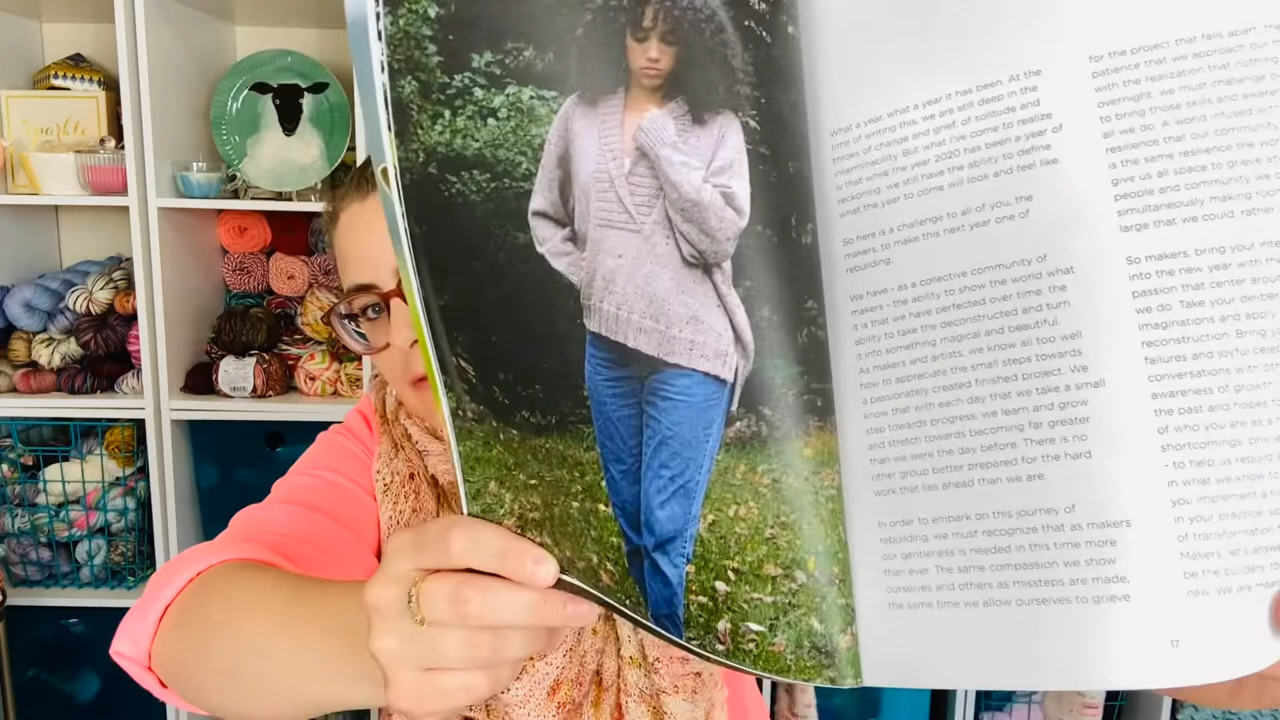 Sparkle
What a year, what a year it has been. At the
time of writing this, we are still deep in the
throes of change and grief, of solitude and
interminability. But what I've come to realize
is that while the year 2020 has been a year of
reckoning, we still have the ability to define
what the year to come will look and feel like.
So here is a challenge to all of you, the
makers, to make this next year one of
rebuilding.
We have - as a collective community of
makers - the ability to show the world what
it is that we have perfected over time: the
ability to take the deconstructed and turn
it into something magical and beautiful.
As makers and artists, we know all too well
how to appreciate the small steps towards
a passionately created finished project. We
know that with each day that we take a small
step towards progress, we learn and grow
and stretch towards becoming far greater
than we were the day before. There is no
other group better prepared for the hard
work that lies ahead than we are.
In order to embark on this journey of
rebuilding, we must recognize that as makers
our gentleness is needed in this time more
than ever. The same compassion we show
ourselves and others as missteps are made,
the same time we allow ourselves to grieve
for the project that falls apart, the
patience that we approach our
with the realization that nothing
overnight, we must challenge
to bring those skills and
all we do. A world infused
resilience that our community
is the same resilience the
give us all space to grieve
people and community we
simultaneously making
large that we could, rather
So makers, bring your
into the new year with the
passion that center
we do. Take your
imaginations and apply
reconstruction. Bring
failures and joyful
conversations with
awareness of growth
the past and hopes
of who you are as a
shortcomings,
- to help us rebuild
in what we know
you implement a
in your practice
of transformation
Makers, let's answer
be the builders
new. We are
17